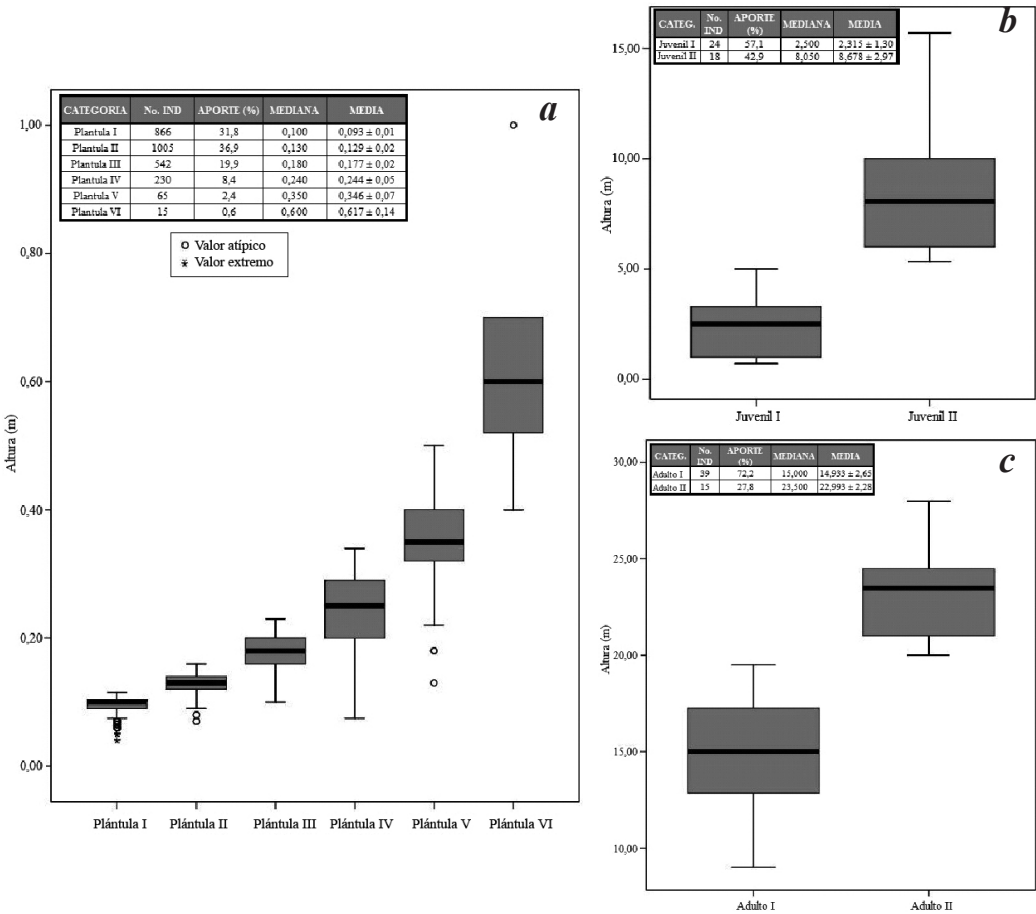 a
CATEGORIA No. IND APORTE (%) MEDIANA MEDIA
Plantula I 866 31,8 0,100 0,093 ± 0,01
Plantula II 1005 36,9 0,130 0,129 ± 0,02
Plantula III 542 19,9 0,180 0,177 ± 0,02
Plantula IV 230 8,4 0,240 0,244 ± 0,05
Plantula V 65 2,4 0,350 0,346 ± 0,07
Plantula VI 15 0,6 0,600 0,617 ± 0,14
Valor atípico
Valor extremo
Altura (m)
1,00
0,80
0,60
0,40
0,20
0,00
Plántula I Plántula II Plántula III Plántula IV Plántula V Plántula VI
b
CATEG. No. IND APORTE (%) MEDIANA MEDIA
Juvenil I 24 57,1 2,500 2,315 ± 1,30
Juvenil II 18 42,9 8,050 8,678 ± 2,97
Altura (m)
15,00
10,00
5,00
0,00
Juvenil I Juvenil II
c
CATEG. No. IND APORTE (%) MEDIANA MEDIA
Adulto I 39 72,2 15,000 14,933 ± 2,65
Adulto II 15 27,8 23,500 22,993 ± 2,28
Altura (m)
30,00
25,00
20,00
15,00
10,00
Adulto I Adulto II